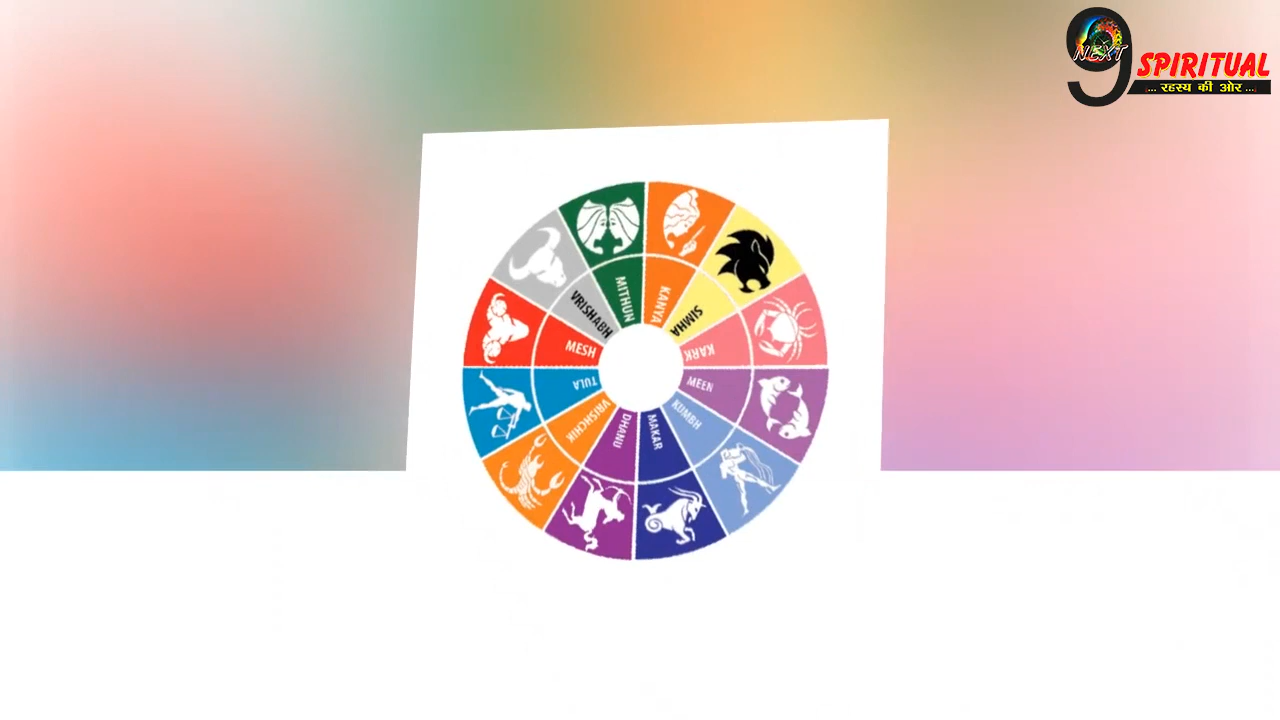 9
NEXT
SPIRITUAL
... रहस्य की ओर ...
MITHUN
KANYA
VRISHABH
SIMHA
MESH
KARK
TULA
MEEN
VRISHCHIK
KUMBH
DHANU
MAKAR